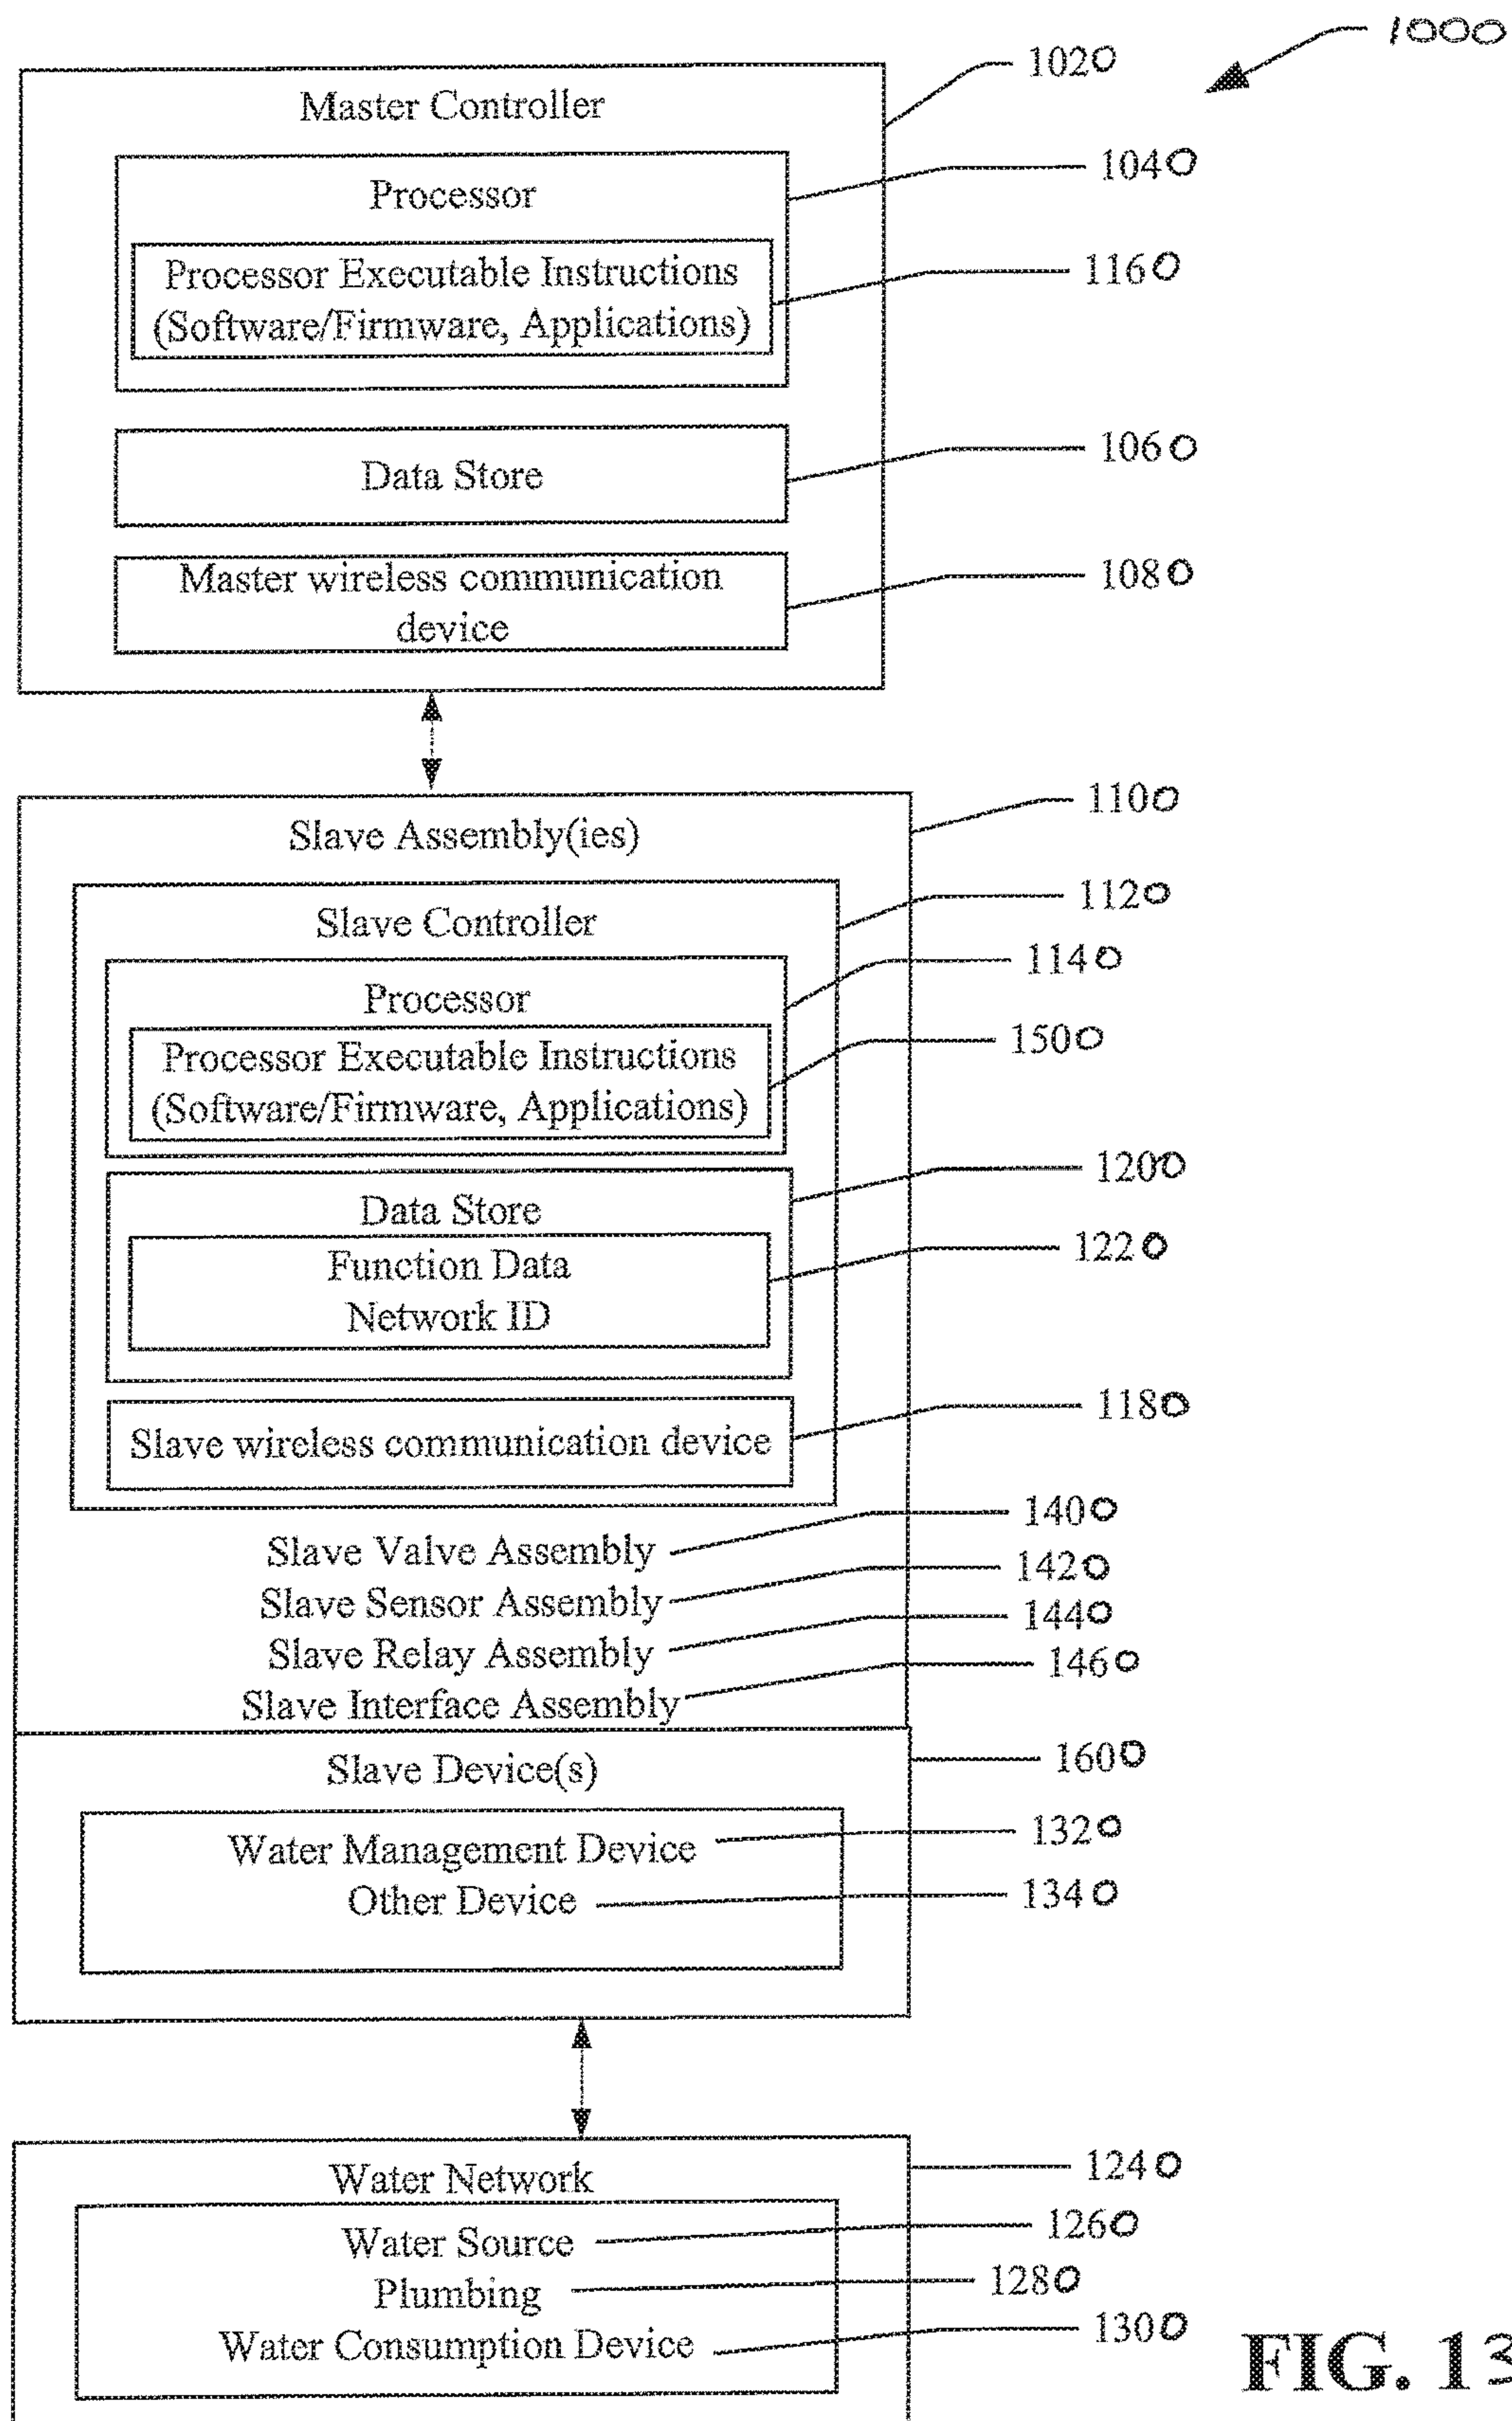 1000
1020
Master Controller
1040
Processor
1160
Processor Executable Instructions
(Software/Firmware, Applications)
1060
Data Store
1080
Master wireless communication
device
1100
Slave Assembly(ies)
1120
Slave Controller
1140
Processor
1500
Processor Executable Instructions
(Software/Firmware, Applications)
1200
Data Store
1220
Function Data
Network ID
1180
Slave wireless communication device
1400
Slave Valve Assembly
1420
Slave Sensor Assembly
1440
Slave Relay Assembly
1460
Slave Interface Assembly
1600
Slave Device(s)
1320
Water Management Device
1340
Other Device
1240
Water Network
1260
Water Source
1280
Plumbing
1300
Water Consumption Device
FIG. 13